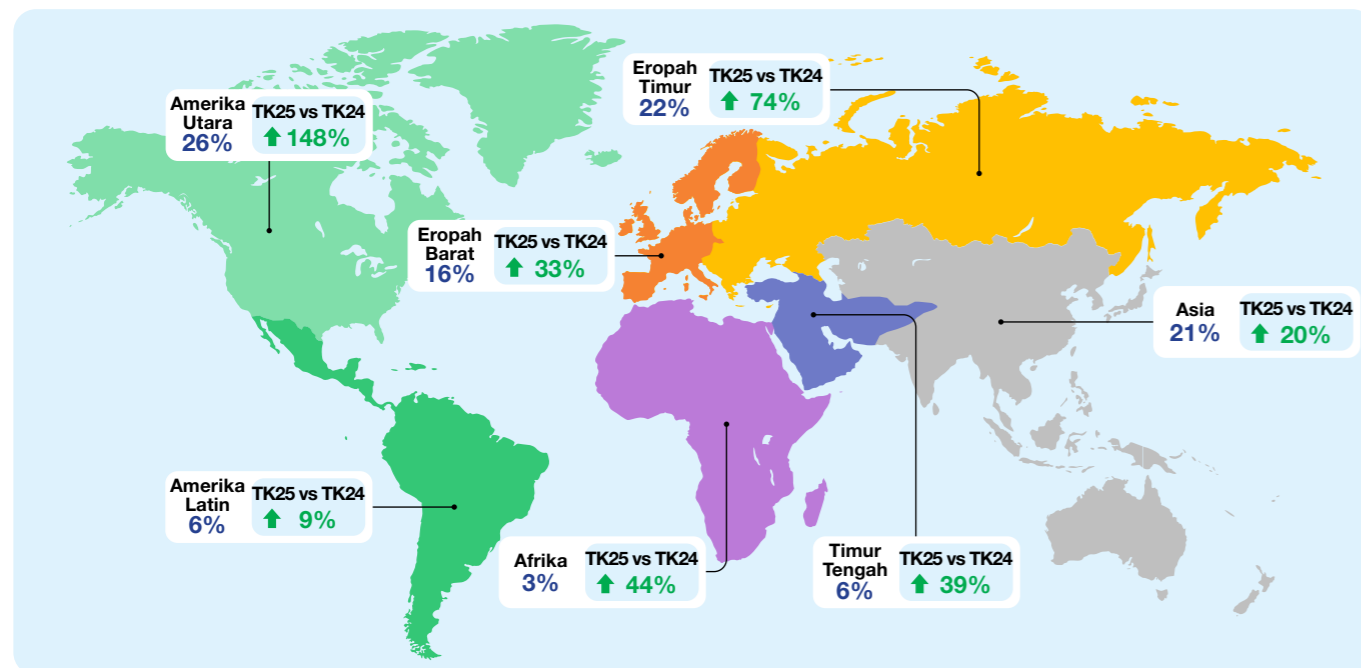 Eropah
Timur
22%
TK25 vs TK24
74%
Amerika
Utara
26%
TK25 vs TK24
148%
Eropah
Barat
16%
TK25 vs TK24
33%
Asia
21%
TK25 vs TK24
20%
Amerika
Latin
6%
TK25 vs TK24
9%
Afrika
3%
TK25 vs TK24
44%
Timur
Tengah
6%
TK25 vs TK24
39%